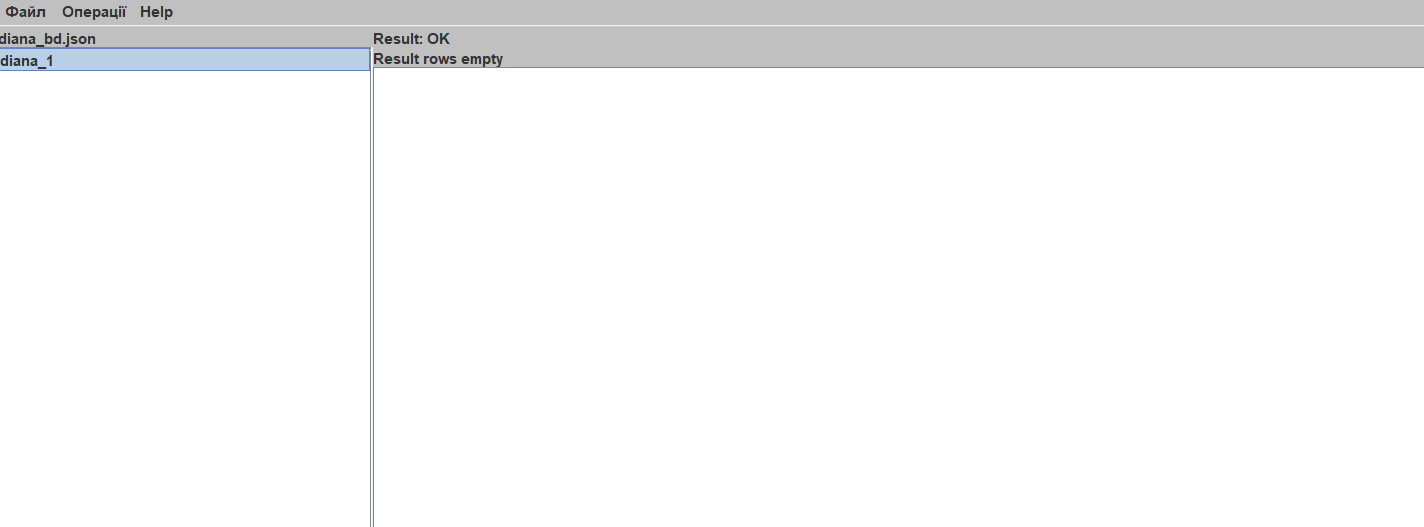 Файл Операції Help
diana_bd.json
diana_1
Result: OK
Result rows empty